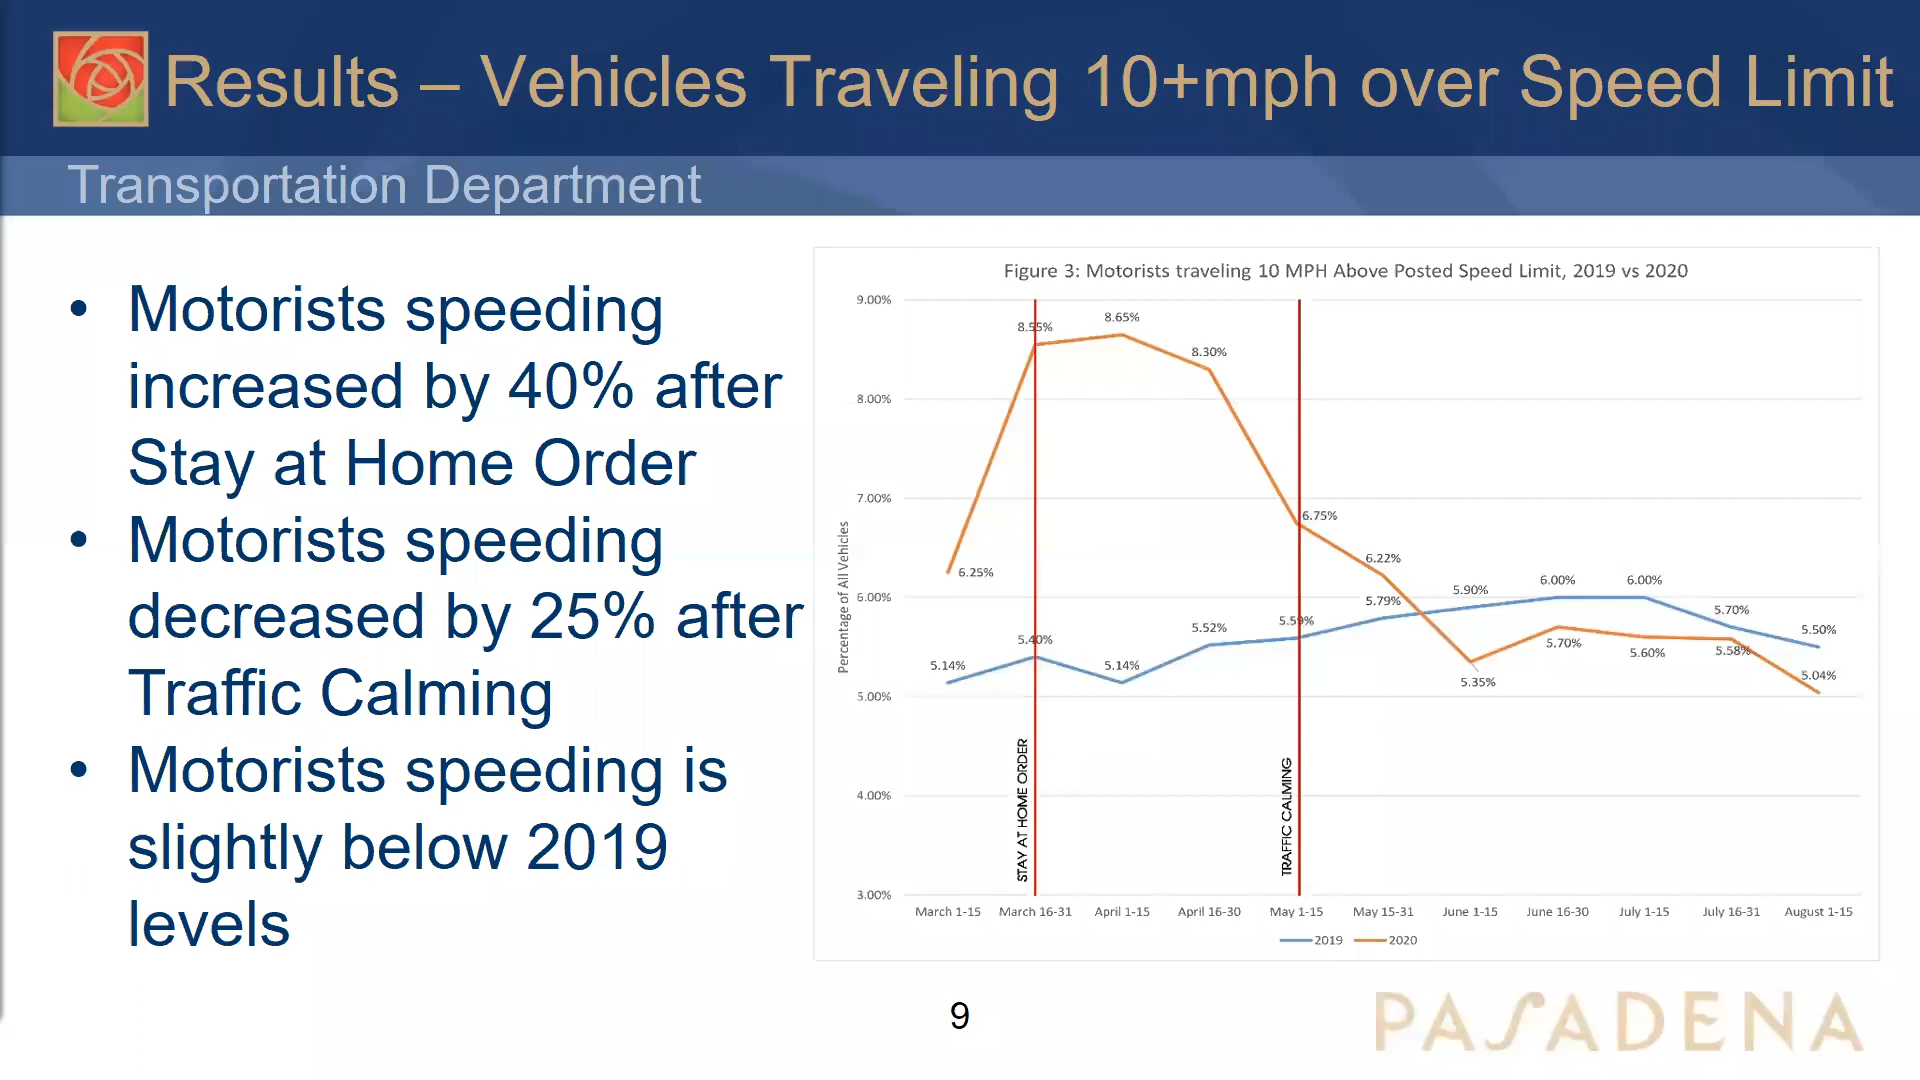 Results – Vehicles Traveling 10+mph over Speed Limit
Transportation Department
• Motorists speeding
increased by 40% after
Stay at Home Order
• Motorists speeding
decreased by 25% after
Traffic Calming
• Motorists speeding is
slightly below 2019
levels
Figure 3: Motorists traveling 10 MPH Above Posted Speed Limit, 2019 vs 2020
Percentage of All Vehicles
9.00%
8.00%
7.00%
6.00%
5.00%
4.00%
3.00%
6.25%
8.55%
8.65%
8.30%
6.75%
6.22%
5.35%
5.70%
5.60%
5.58%
5.04%
5.14%
5.40%
5.14%
5.52%
5.59%
5.79%
5.90%
6.00%
6.00%
5.70%
5.50%
STAY AT HOME ORDER
TRAFFIC CALMING
March 1-15 March 16-31 April 1-15 April 16-30 May 1-15 May 15-31 June 1-15 June 16-30 July 1-15 July 16-31 August 1-15
2019 2020
9
PASADENA